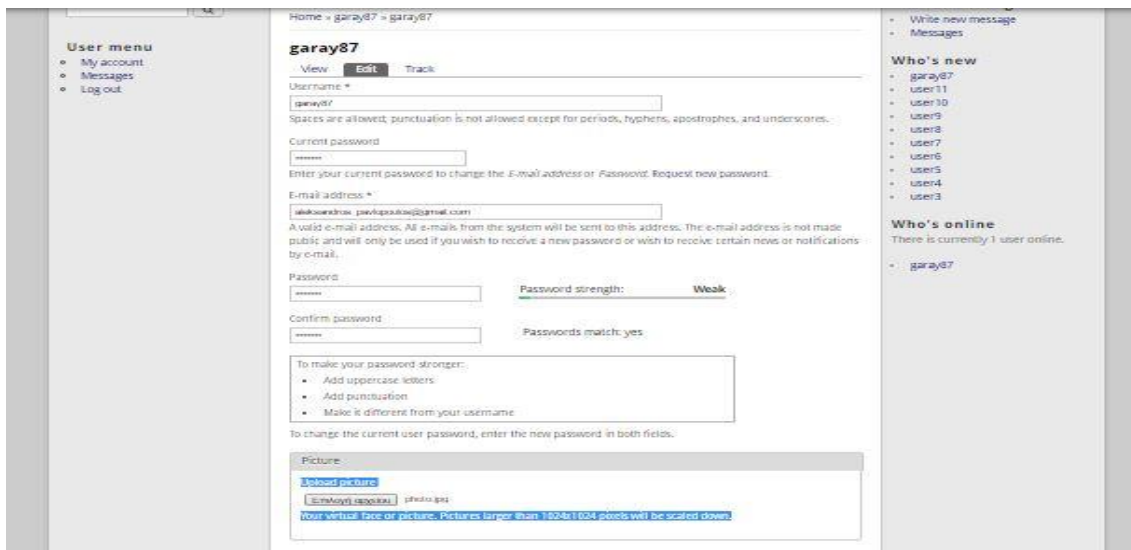 Home » garay87 » garay87
User menu
My account
Messages
Log out
garay87
View Edit Track
Username *
garay87
Spaces are allowed; punctuation is not allowed except for periods, hyphens, apostrophes, and underscores.
Current password
•••••••
Enter your current password to change the E-mail address or Password. Request new password.
E-mail address *
aleksandros_pavlopoulos@gmail.com
A valid e-mail address. All e-mails from the system will be sent to this address. The e-mail address is not made
public and will only be used if you wish to receive a new password or wish to receive certain news or notifications
by e-mail.
Password
•••••••
Password strength: Weak
Confirm password
•••••••
Passwords match: yes
To make your password stronger:
Add uppercase letters
Add punctuation
Make it different from your username
To change the current user password, enter the new password in both fields.
Picture
Upload picture
Επιλογή αρχείου photo.jpg
Your virtual face or picture. Pictures larger than 1024x1024 pixels will be scaled down.
Write new message
Messages
Who's new
garay87
user11
user10
user9
user8
user7
user6
user5
user4
user3
Who's online
There is currently 1 user online.
garay87